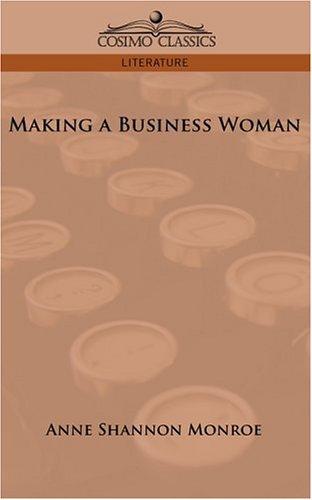 COSIMO CLASSICS
LITERATURE
MAKING A BUSINESS WOMAN
ANNE SHANNON MONROE